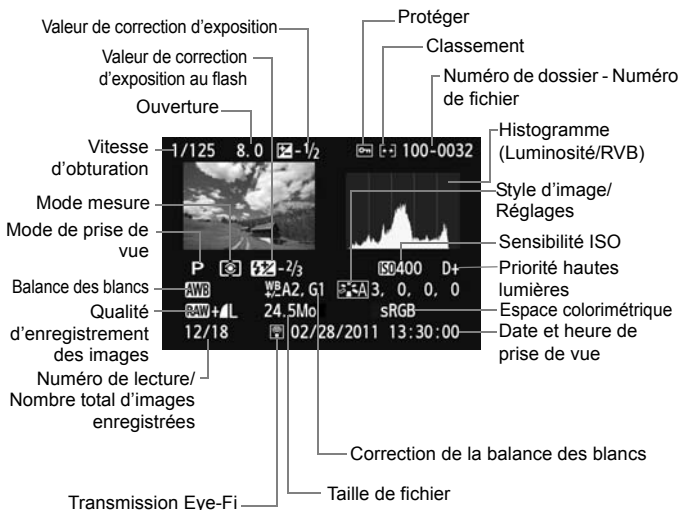 Valeur de correction d'exposition
Protéger
Valeur de correction
d'exposition au flash
Classement
Ouverture
Numéro de dossier - Numéro
de fichier
Vitesse
d'obturation
Histogramme
(Luminosité/RVB)
1/125 8.0 -1/2 100-0032
Mode mesure
Style d'image/
Réglages
Mode de prise de
vue
Sensibilité ISO
P -2/3 ISO 400 D+
Balance des blancs
Priorité hautes
lumières
AWB WB A2, G1 A 3, 0, 0, 0
Qualité
d'enregistrement
des images
RAW+L 24.5Mo sRGB
Espace colorimétrique
12/18 02/28/2011 13:30:00
Date et heure de
prise de vue
Numéro de lecture/
Nombre total d'images
enregistrées
Correction de la balance des blancs
Taille de fichier
Transmission Eye-Fi